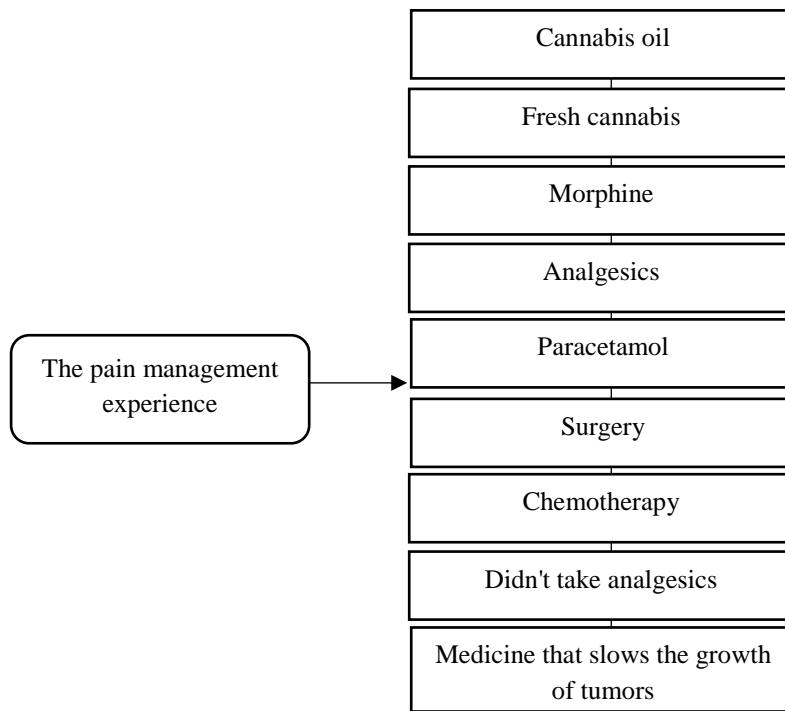 Cannabis oil
Fresh cannabis
Morphine
Analgesics
Paracetamol
The pain management
experience
Surgery
Chemotherapy
Didn't take analgesics
Medicine that slows the growth
of tumors